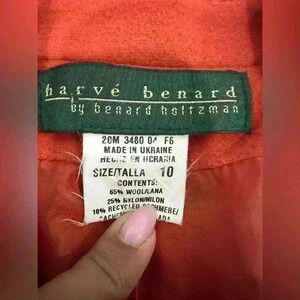 harvé benard
by benard holtzman
20M 3480 04 F6
MADE IN UKRAINE
HECHO EN UCRANIA
SIZE/TALLA 10
CONTENTS:
65% WOOL/LANA
25% NYLON/NILON
10% RECYCLED CASHMERE/